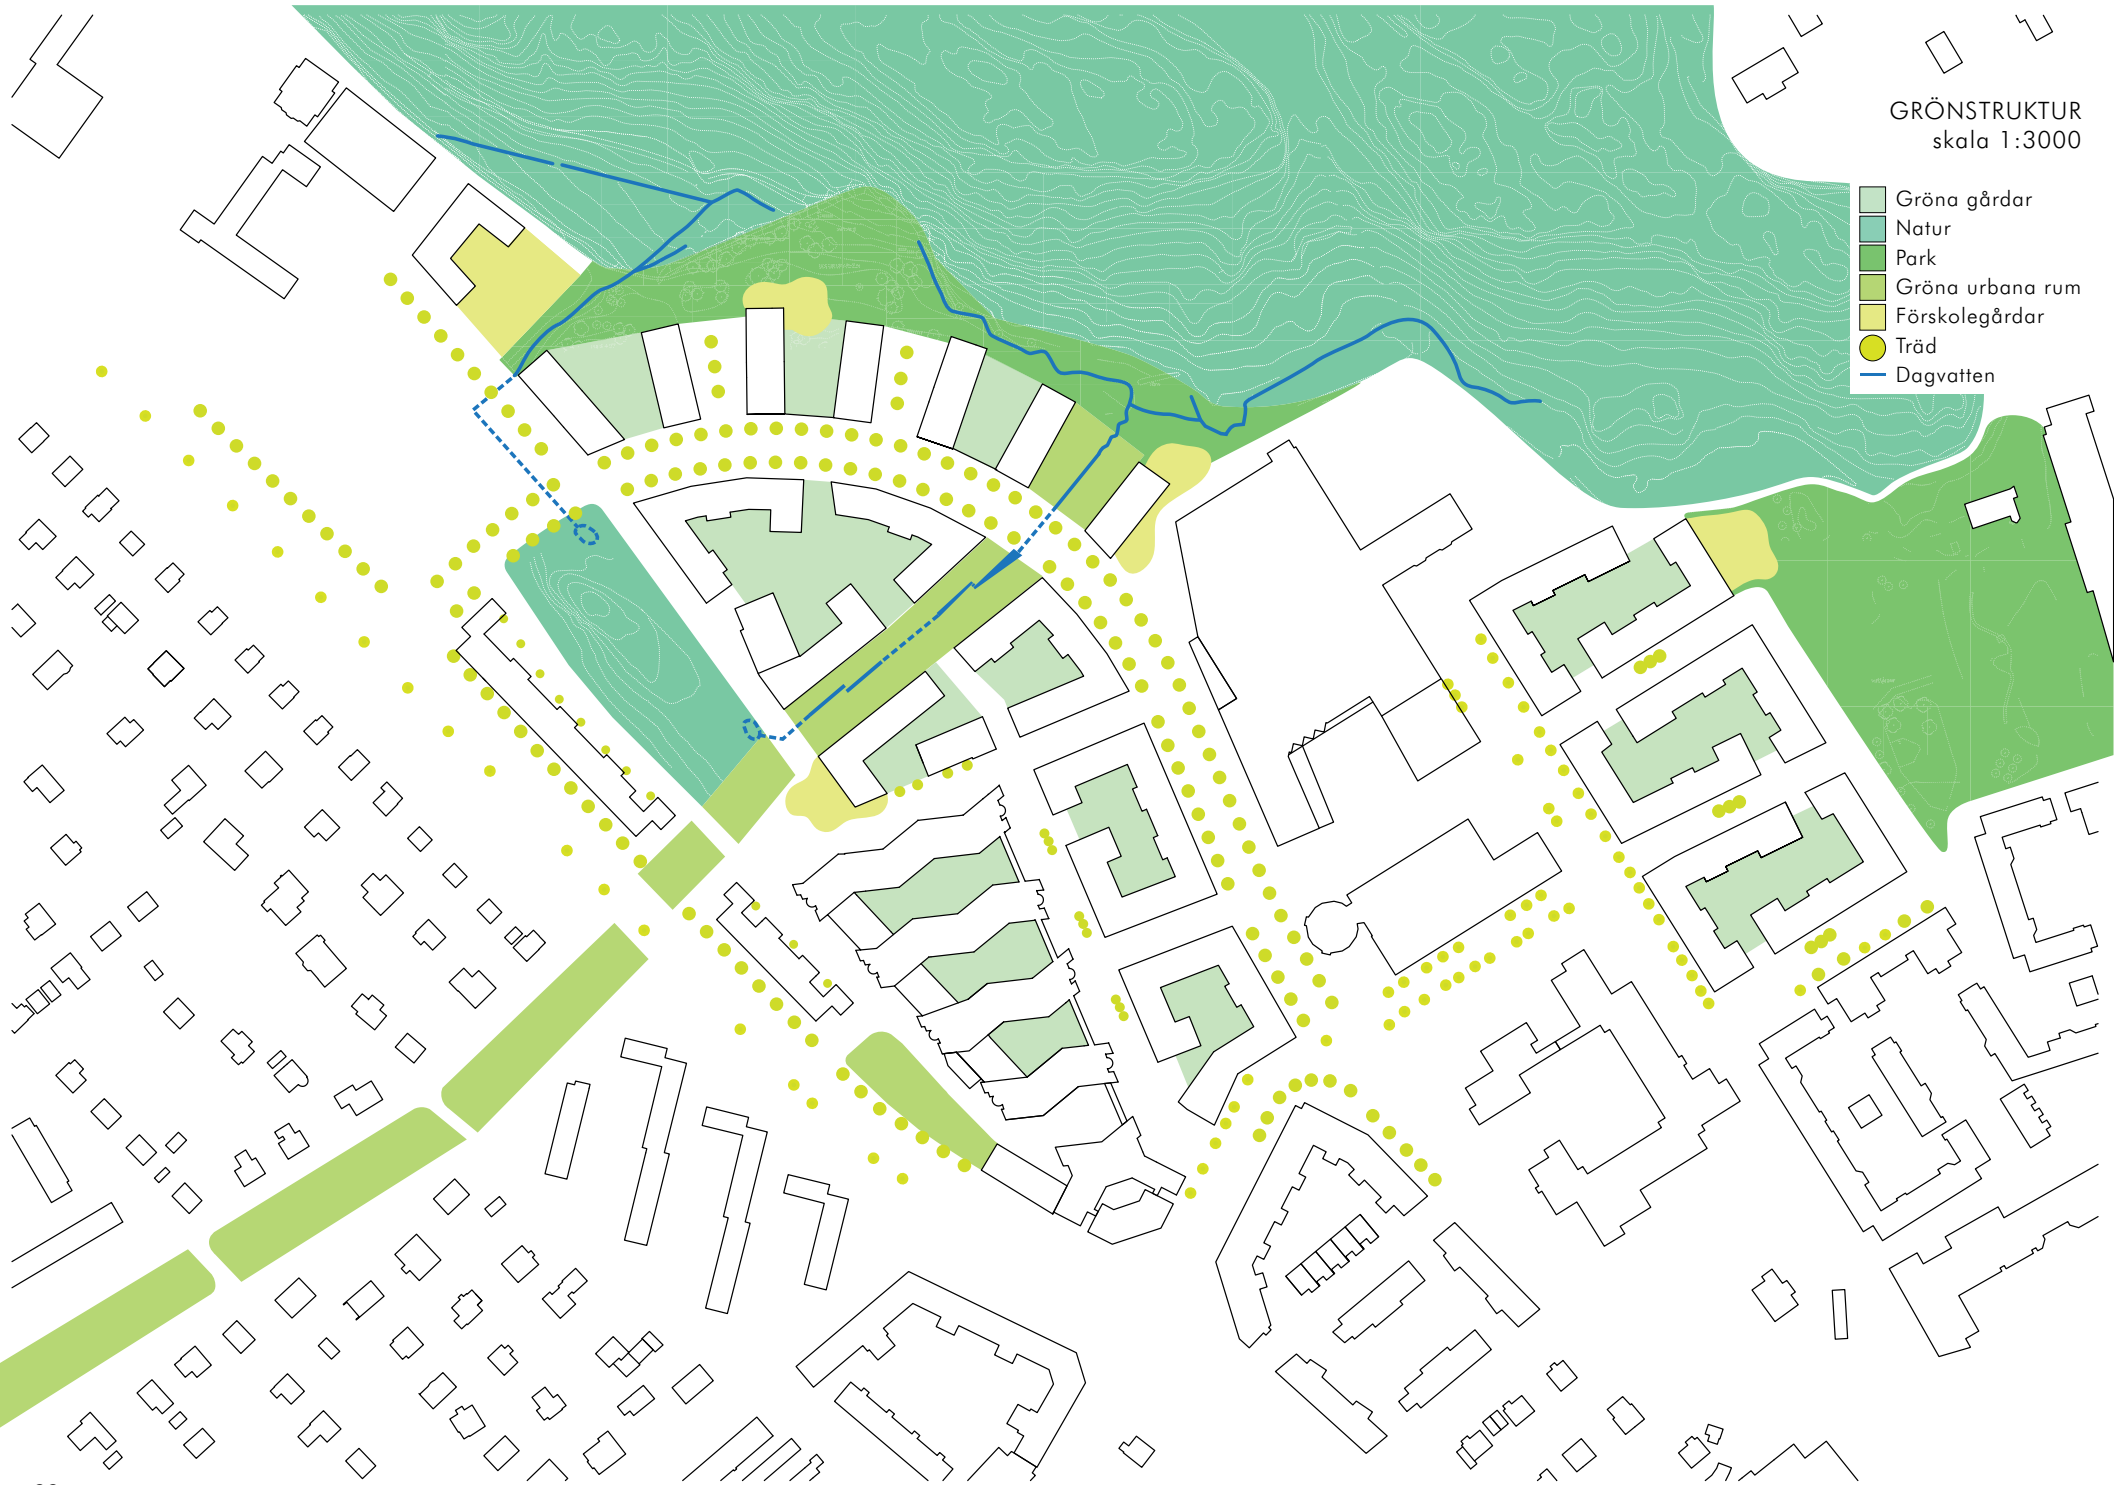 GRÖNSTRUKTUR
skala 1:3000
Gröna gårdar
Natur
Park
Gröna urbana rum
Förskolegårdar
Träd
Dagvatten